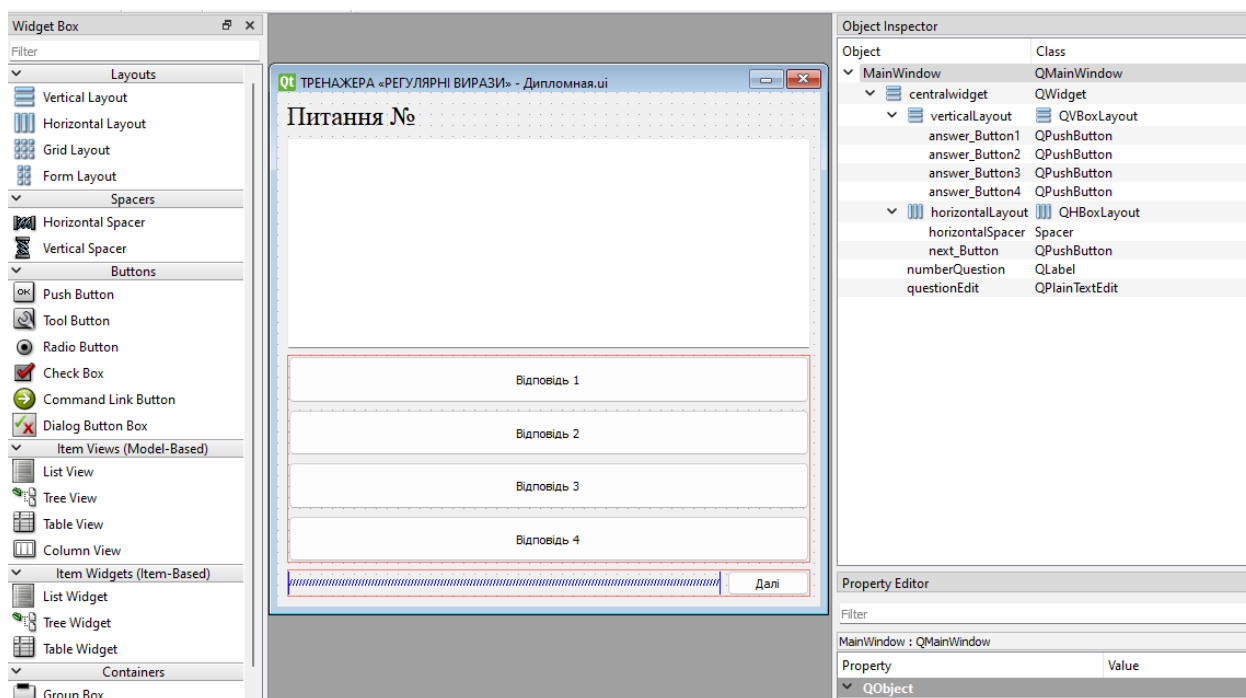 Widget Box
Filter
Layouts
Vertical Layout
Horizontal Layout
Grid Layout
Form Layout
Spacers
Horizontal Spacer
Vertical Spacer
Buttons
OK Push Button
Tool Button
Radio Button
Check Box
Command Link Button
Dialog Button Box
Item Views (Model-Based)
List View
Tree View
Table View
Column View
Item Widgets (Item-Based)
List Widget
Tree Widget
Table Widget
Containers
Group Box
Qt ТРЕНАЖЕРА «РЕГУЛЯРНІ ВИРАЗИ» - Дипломная.ui
Питання №
Відповідь 1
Відповідь 2
Відповідь 3
Відповідь 4
Далі
Object Inspector
Object Class
MainWindow QMainWindow
centralwidget QWidget
verticalLayout QVBoxLayout
answer_Button1 QPushButton
answer_Button2 QPushButton
answer_Button3 QPushButton
answer_Button4 QPushButton
horizontalLayout QHBoxLayout
horizontalSpacer Spacer
next_Button QPushButton
numberQuestion QLabel
questionEdit QPlainTextEdit
Property Editor
Filter
MainWindow : QMainWindow
Property Value
QObject